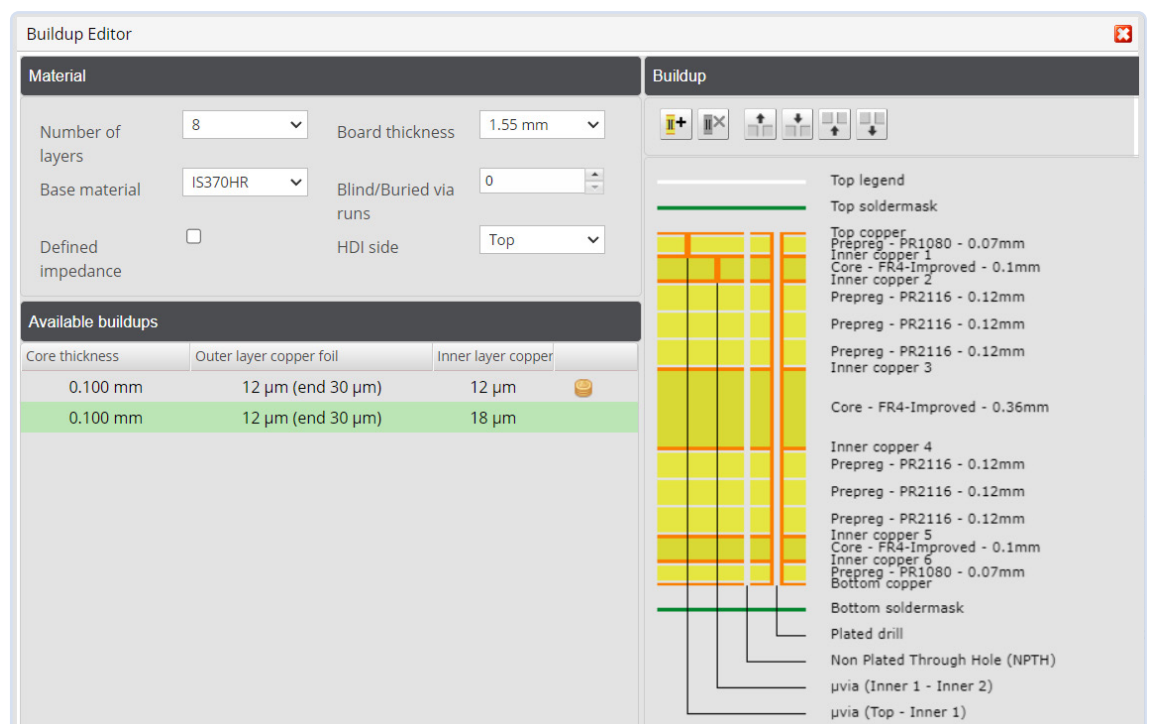 Buildup Editor
Material
Number of layers
8
Board thickness
1.55 mm
Base material
IS370HR
Blind/Buried via runs
0
Defined impedance
HDI side
Top
Available buildups
Core thickness Outer layer copper foil Inner layer copper
0.100 mm 12 µm (end 30 µm) 12 µm
0.100 mm 12 µm (end 30 µm) 18 µm
Buildup
Top legend
Top soldermask
Top copper
Prepreg - PR1080 - 0.07mm
Inner copper 1
Core - FR4-Improved - 0.1mm
Inner copper 2
Prepreg - PR2116 - 0.12mm
Prepreg - PR2116 - 0.12mm
Prepreg - PR2116 - 0.12mm
Inner copper 3
Core - FR4-Improved - 0.36mm
Inner copper 4
Prepreg - PR2116 - 0.12mm
Prepreg - PR2116 - 0.12mm
Prepreg - PR2116 - 0.12mm
Inner copper 5
Core - FR4-Improved - 0.1mm
Inner copper 6
Prepreg - PR1080 - 0.07mm
Bottom copper
Bottom soldermask
Plated drill
Non Plated Through Hole (NPTH)
µvia (Inner 1 - Inner 2)
µvia (Top - Inner 1)